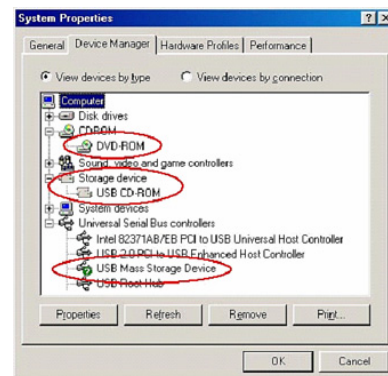 System Properties
General Device Manager Hardware Profiles Performance
View devices by type View devices by connection
Computer
Disk drives
CDROM
DVD-ROM
Sound, video and game controllers
Storage device
USB CD-ROM
System devices
Universal Serial Bus controllers
Intel 82371AB/EB PCI to USB Universal Host Controller
USB 2.0 PCI to USB Enhanced Host Controller
USB Mass Storage Device
USB Root Hub
Properties Refresh Remove Print...
OK Cancel